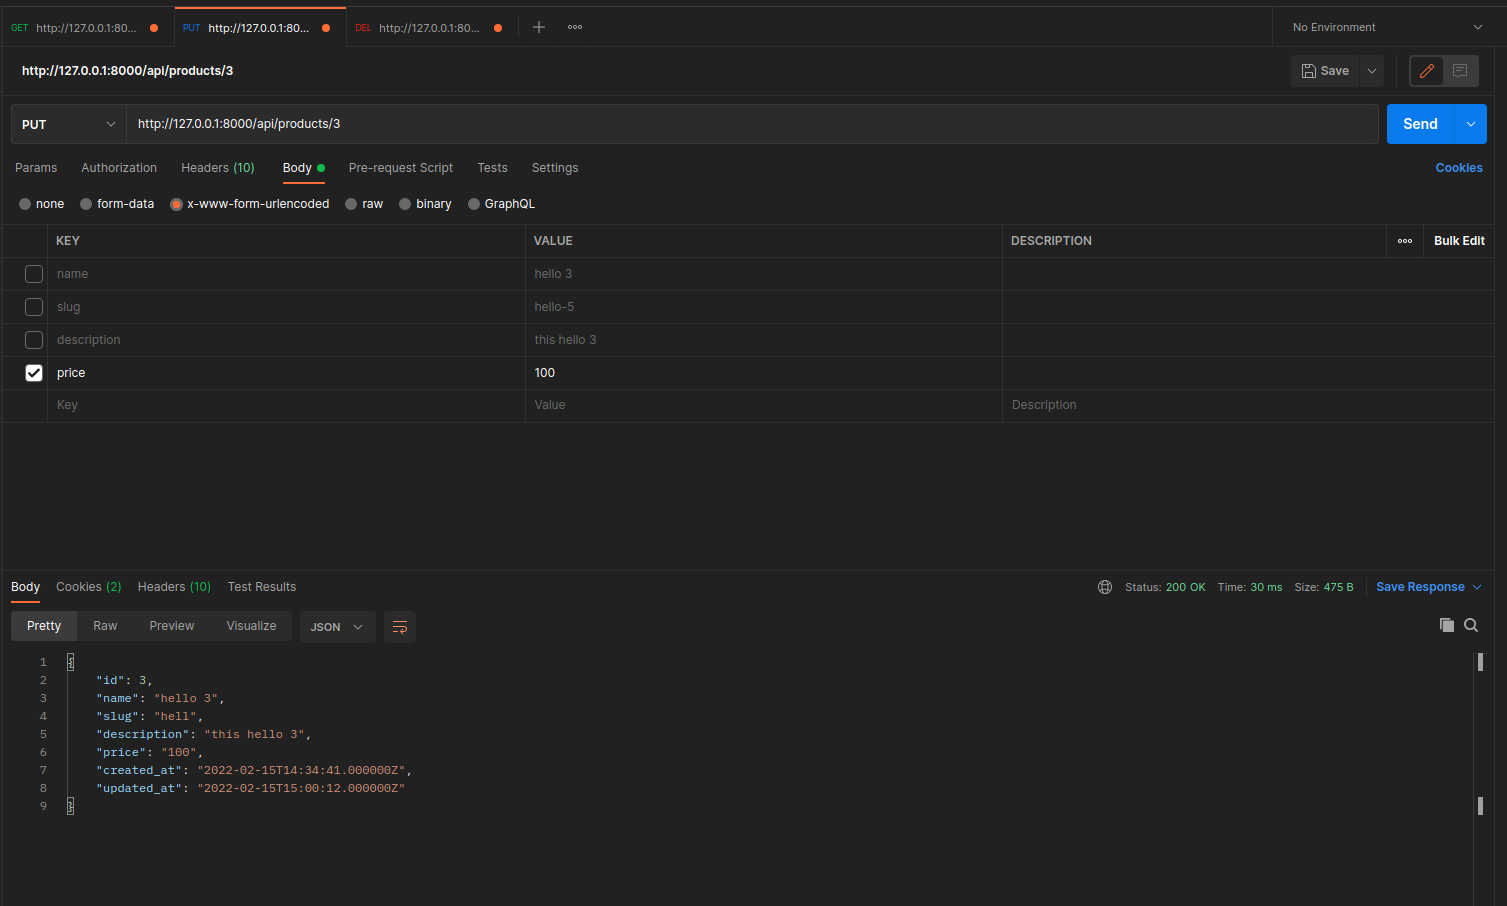 GET http://127.0.0.1:80... PUT http://127.0.0.1:80... DEL http://127.0.0.1:80... No Environment
http://127.0.0.1:8000/api/products/3 Save
PUT http://127.0.0.1:8000/api/products/3 Send
Params Authorization Headers (10) Body Pre-request Script Tests Settings Cookies
none form-data x-www-form-urlencoded raw binary GraphQL
KEY VALUE DESCRIPTION Bulk Edit
name hello 3
slug hello-5
description this hello 3
price 100
Key Value Description
Body Cookies (2) Headers (10) Test Results Status: 200 OK Time: 30 ms Size: 475 B Save Response
Pretty Raw Preview Visualize JSON
1 {
2 "id": 3,
3 "name": "hello 3",
4 "slug": "hell",
5 "description": "this hello 3",
6 "price": "100",
7 "created_at": "2022-02-15T14:34:41.000000Z",
8 "updated_at": "2022-02-15T15:00:12.000000Z"
9 }